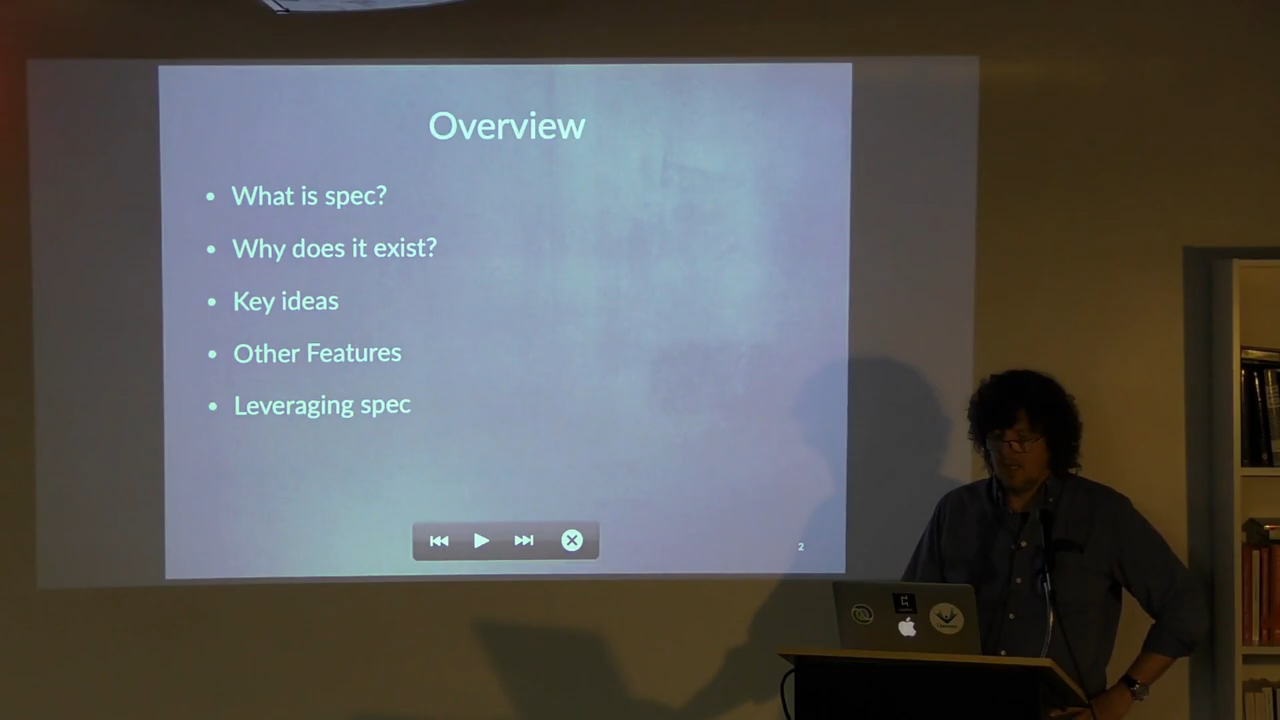 Overview
• What is spec?
• Why does it exist?
• Key ideas
• Other Features
• Leveraging spec
2